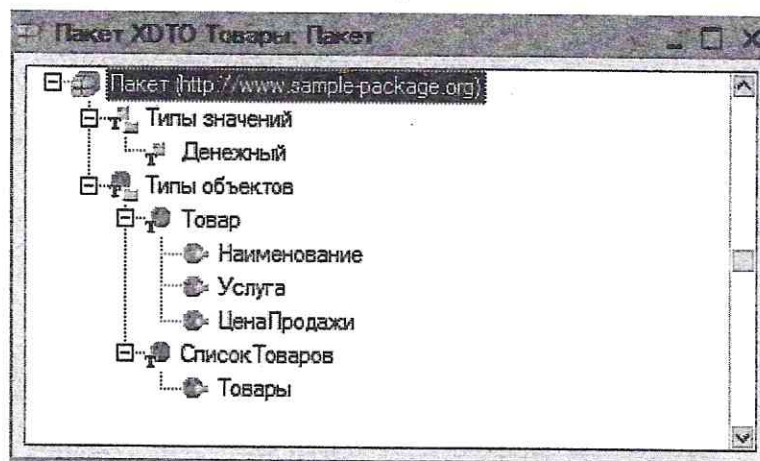 Пакет XDTO Товары: Пакет
Пакет (http://www.sample-package.org)
Типы значений
Денежный
Типы объектов
Товар
Наименование
Услуга
ЦенаПродажи
СписокТоваров
Товары